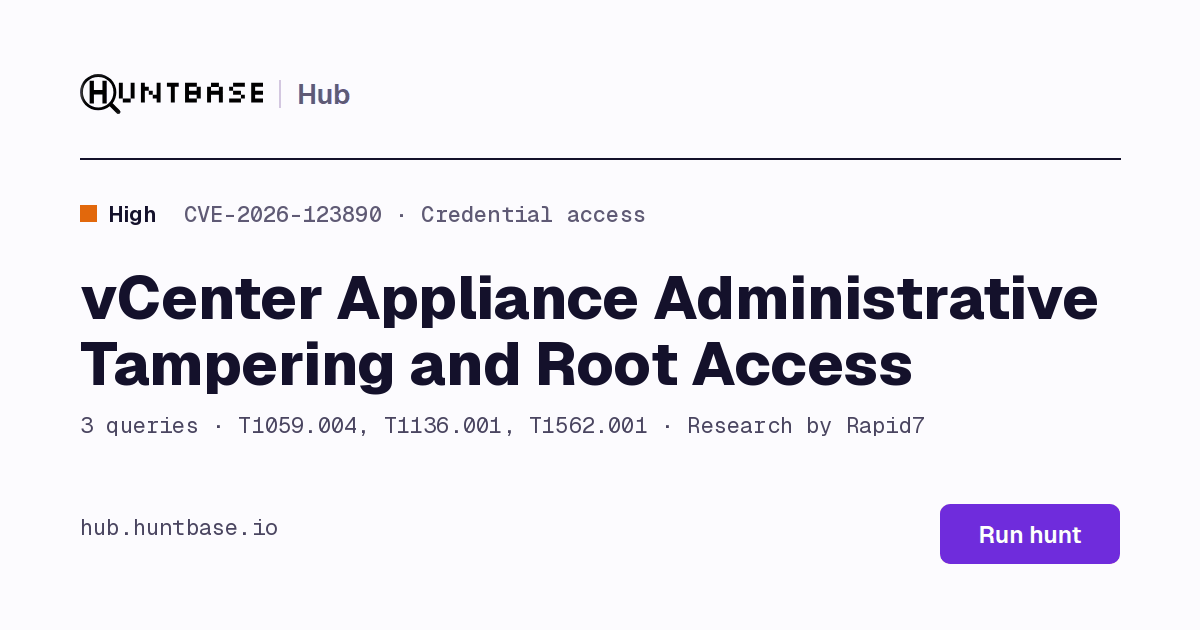 HUNTBASE | Hub
High CVE-2026-123890 · Credential access
vCenter Appliance Administrative
Tampering and Root Access
3 queries · T1059.004, T1136.001, T1562.001 · Research by Rapid7
hub.huntbase.io
Run hunt